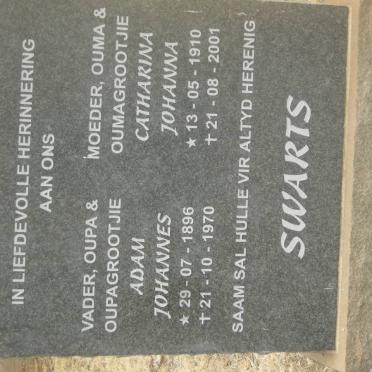 IN LIEFDEVOLLE HERINNERING
AAN ONS
VADER, OUPA &
OUPAGROOTJIE
ADAM
JOHANNES
★ 29 - 07 - 1896
✝ 21 - 10 - 1970
MOEDER, OUMA &
OUMAGROOTJIE
CATHARINA
JOHANNA
★ 13 - 05 - 1910
✝ 21 - 08 - 2001
SAAM SAL HULLE VIR ALTYD HERENIG
SWARTS